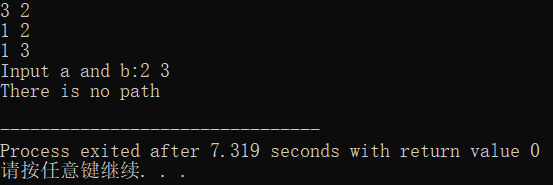 3 2
1 2
1 3
Input a and b:2 3
There is no path
--------------------------------
Process exited after 7.319 seconds with return value 0
请按任意键继续. . .